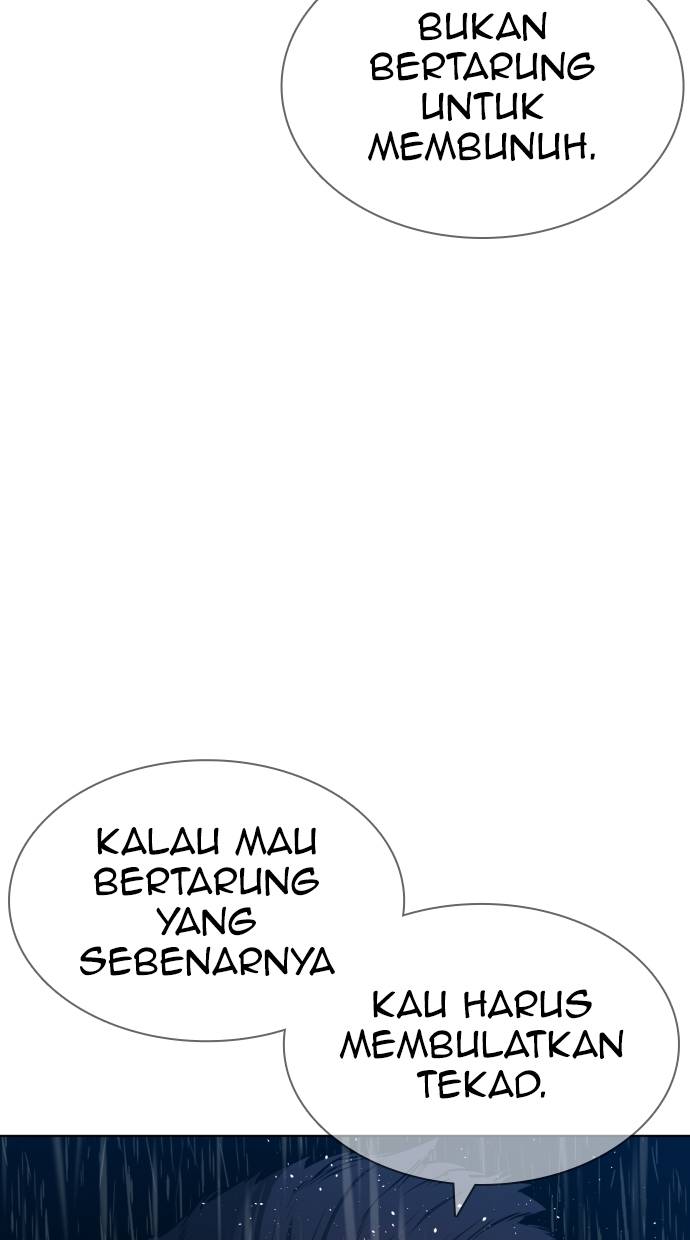 BUKAN
BERTARUNG
UNTUK
MEMBUNUH.
KALAU MAU
BERTARUNG
YANG
SEBENARNYA
KAU HARUS
MEMBULATKAN
TEKAD.